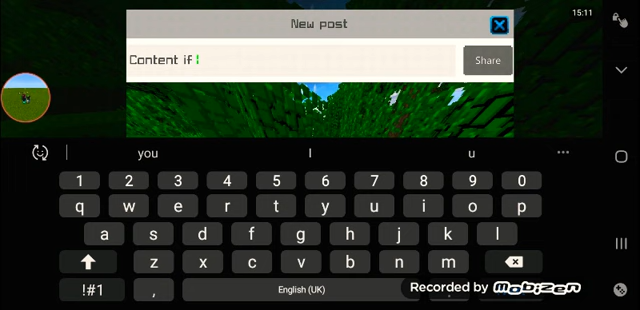 15:11
New post
Content if
Share
you I u
1 2 3 4 5 6 7 8 9 0
q w e r t y u i o p
a s d f g h j k l
z x c v b n m
!#1 , English (UK) .
Recorded by Mobizen